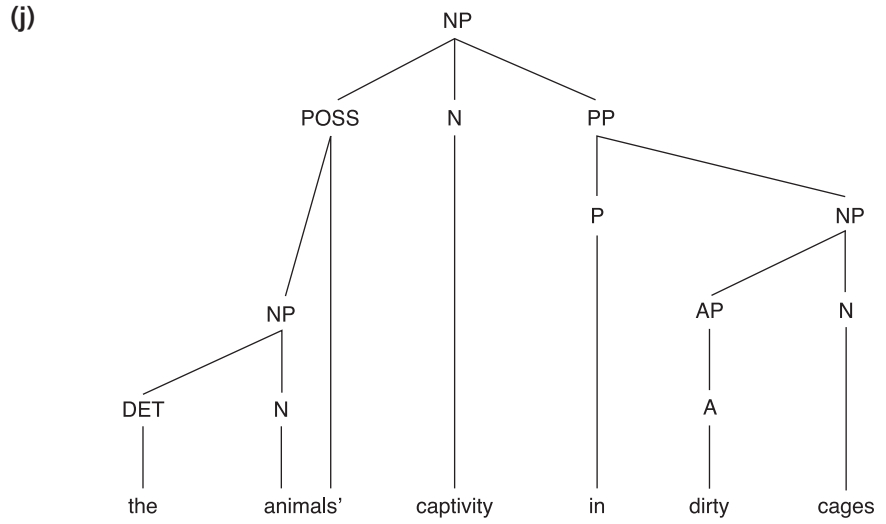 (j)
NP
POSS N PP
P NP
NP AP N
DET N A
the animals' captivity in dirty cages